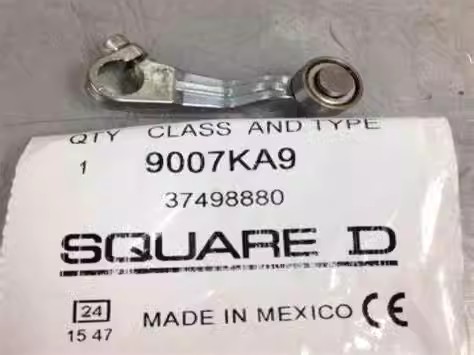 QTY CLASS AND TYPE
1 9007KA9
37498880
SQUARE D
24
15 47 MADE IN MEXICO CE